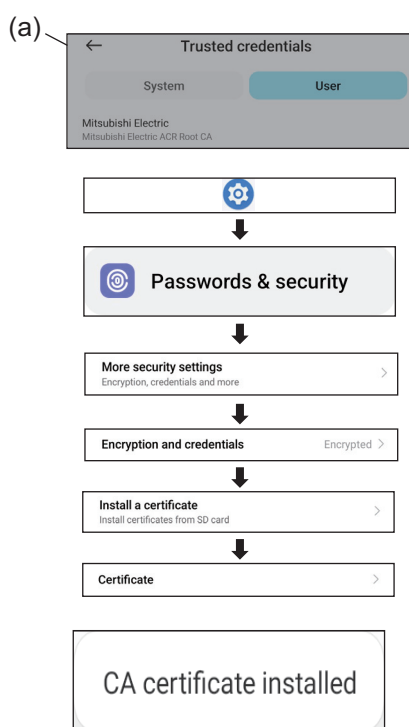 (a)
Trusted credentials
System User
Mitsubishi Electric
Mitsubishi Electric ACR Root CA
Passwords & security
More security settings
Encryption, credentials and more
Encryption and credentials Encrypted
Install a certificate
Install certificates from SD card
Certificate
CA certificate installed